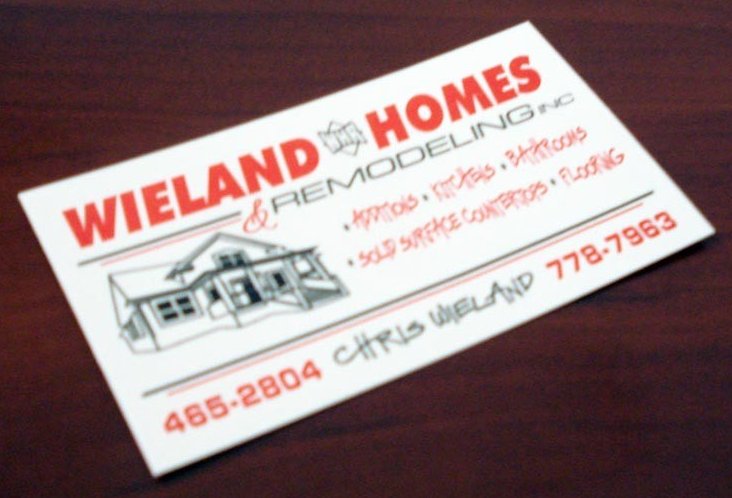 WIELAND HOMES
& REMODELING INC
• ADDITIONS • KITCHENS • BATHROOMS
• SOLID SURFACE COUNTERTOPS • FLOORING
465-2804 CHRIS WIELAND 778-7963